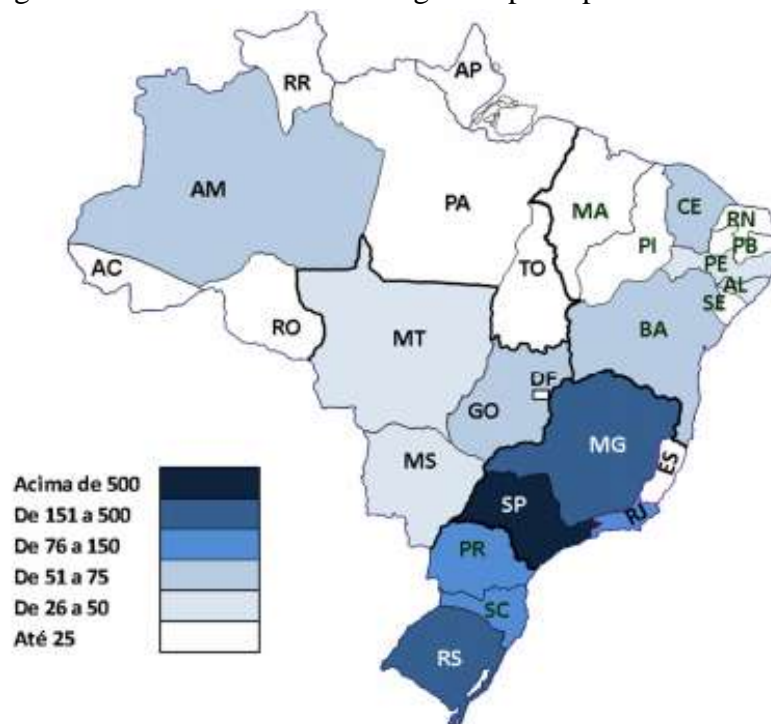 RR
AP
AM
PA
MA
CE
RN
PB
PI
PE
AL
SE
AC
TO
RO
MT
BA
DF
GO
MG
ES
MS
SP
RJ
PR
SC
RS
Acima de 500
De 151 a 500
De 76 a 150
De 51 a 75
De 26 a 50
Até 25